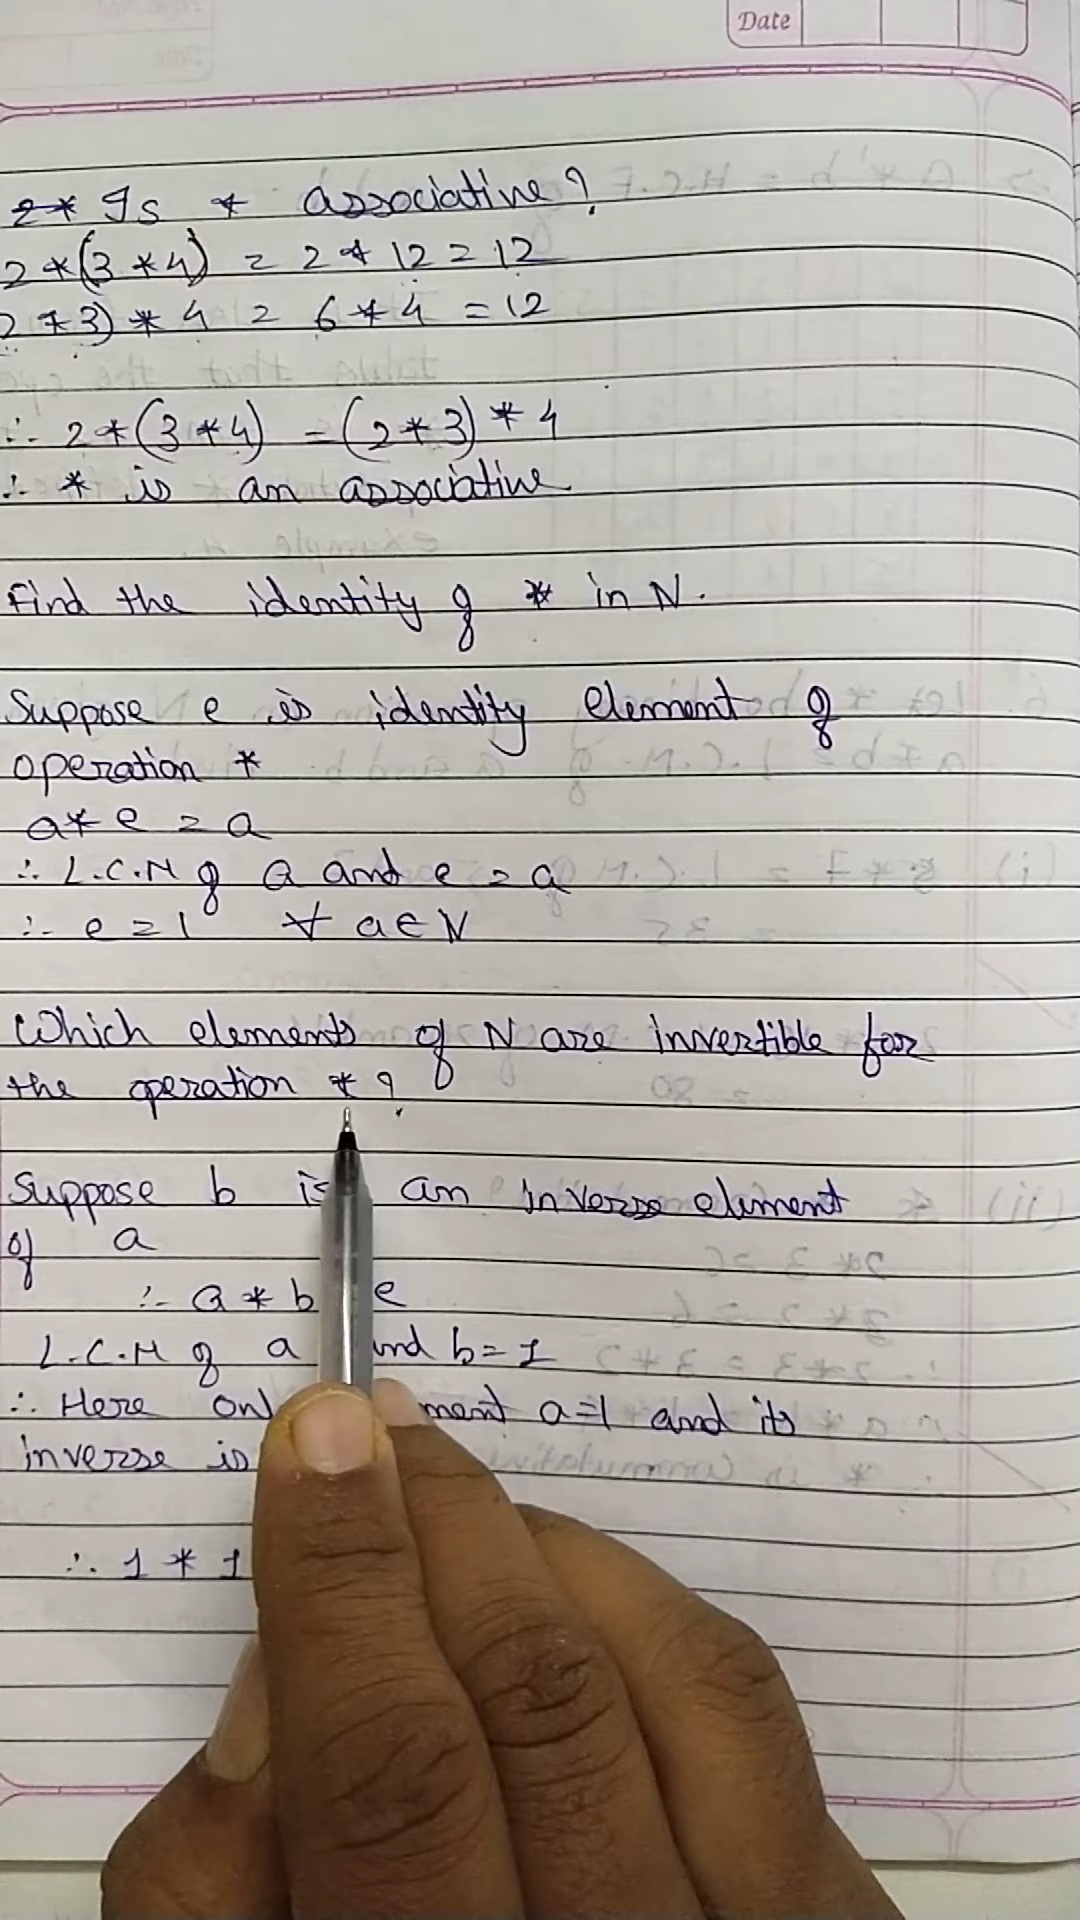 Date
2* Is * associative?
2*(3*4) = 2*12 = 12
2*3)*4 = 6*4 = 12
∴ 2*(3*4) = (2*3)*4
∴ * is an associative.
Find the identity of * in N.
Suppose e is identity element of
operation *
a*e = a
∴ L.C.M of a and e = a
∴ e = 1 ∀ a∈N
Which elements of N are invertible for
the operation *?
Suppose b is an inverse element
of a
∴ a*b e
L.C.M of a and b = 1
∴ Here a=1 and its
inverse is
∴ 1*1